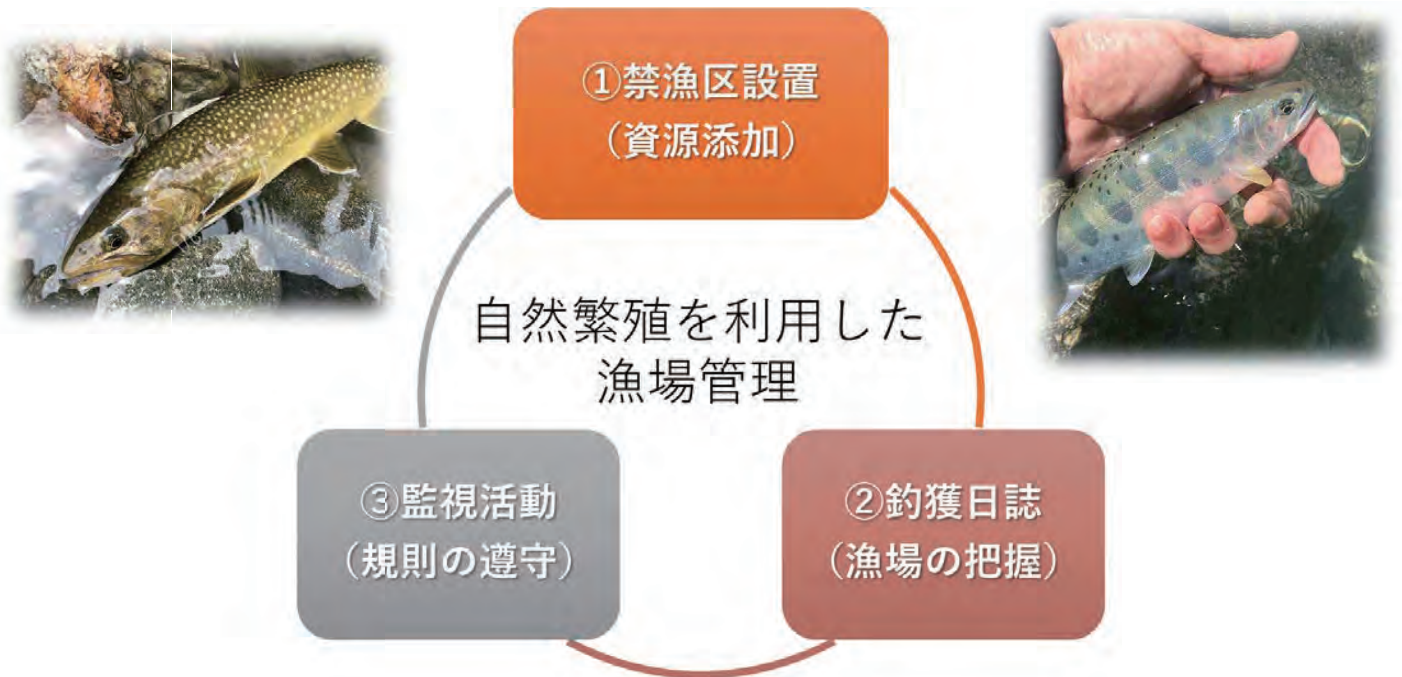 ①禁漁区設置
（資源添加）
自然繁殖を利用した
漁場管理
③監視活動
（規則の遵守）
②釣獲日誌
（漁場の把握）